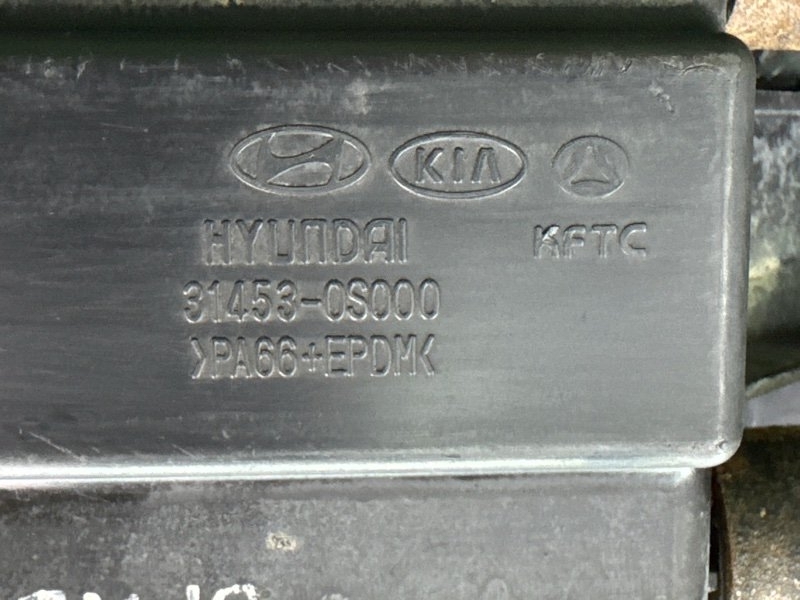 KIA
HYUNDAI KFTC
31453-0S000
>PA66+EPDM<